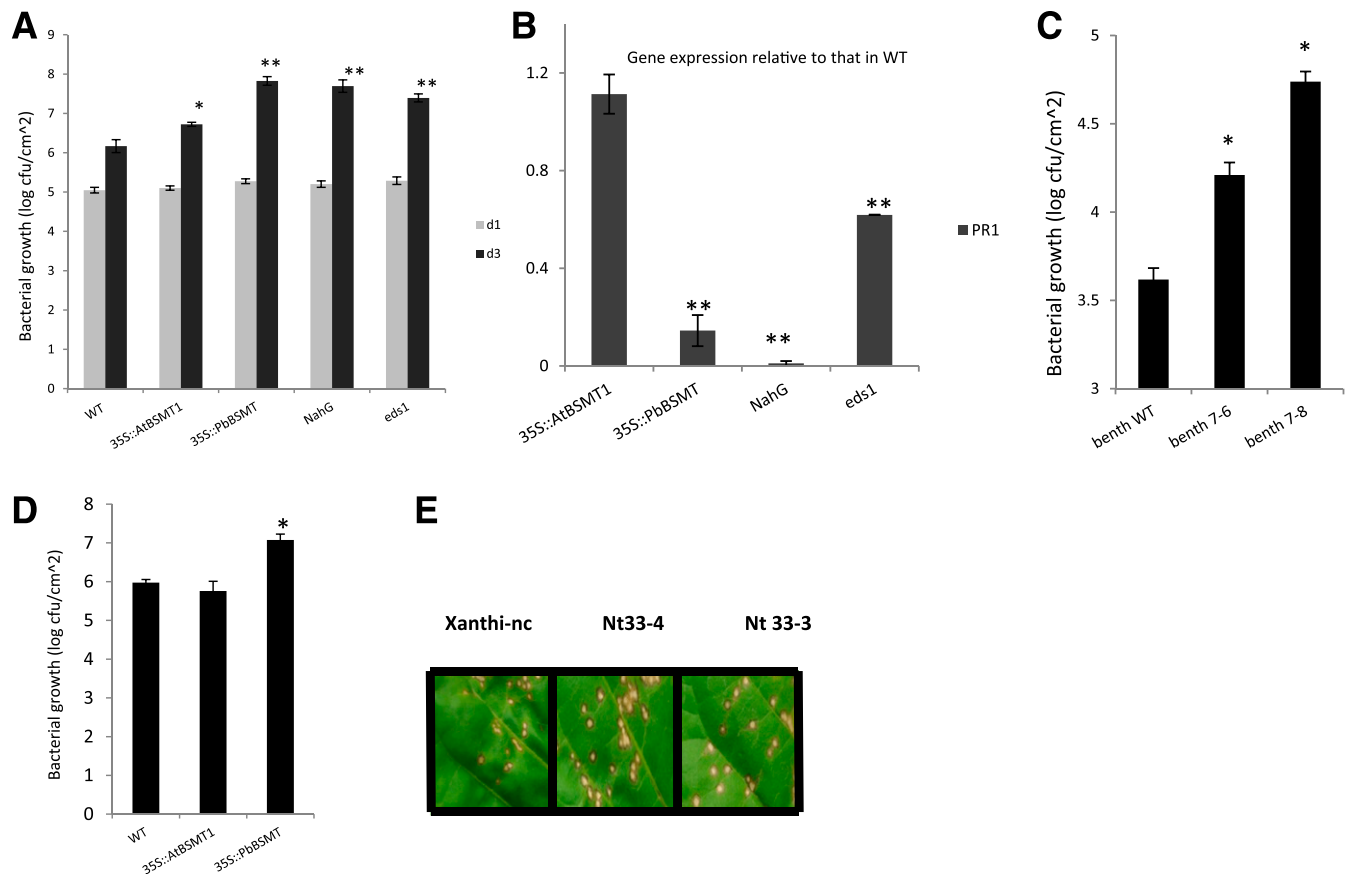 A
Bacterial growth (log cfu/cm^2)
9
8
7
6
5
4
3
2
1
0
*
**
**
**
WT
35S::AtBSMT1
35S::PbBSMT
NahG
eds1
d1
d3
B
Gene expression relative to that in WT
1.2
0.8
0.4
0
**
**
**
35S::AtBSMT1
35S::PbBSMT
NahG
eds1
PR1
C
Bacterial growth (log cfu/cm^2)
5
4.5
4
3.5
3
*
*
benth WT
benth 7-6
benth 7-8
D
Bacterial growth (log cfu/cm^2)
8
7
6
5
4
3
2
1
0
*
WT
35S::AtBSMT1
35S::PbBSMT
E
Xanthi-nc
Nt33-4
Nt 33-3